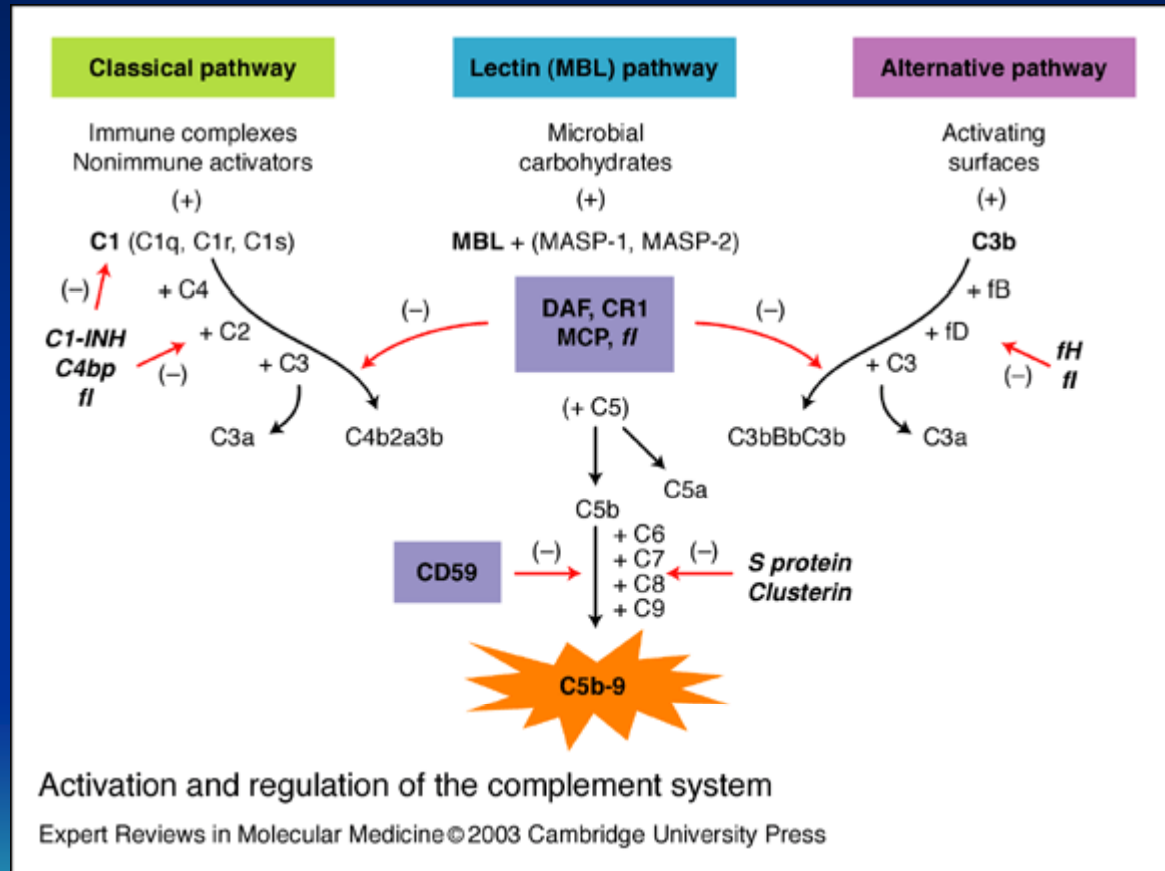 Classical pathway
Lectin (MBL) pathway
Alternative pathway
Immune complexes
Nonimmune activators
(+)
Microbial
carbohydrates
(+)
Activating
surfaces
(+)
C1 (C1q, C1r, C1s)
MBL + (MASP-1, MASP-2)
C3b
(–)
+ C4
+ C2
+ C3
C1-INH
C4bp
fI
(–)
C3a
C4b2a3b
(–)
DAF, CR1
MCP, fI
(–)
+ fB
+ fD
+ C3
fH
fI
(–)
C3bBbC3b
C3a
(+ C5)
C5a
C5b
+ C6
+ C7
+ C8
+ C9
CD59
(–)
(–)
S protein
Clusterin
C5b-9
Activation and regulation of the complement system
Expert Reviews in Molecular Medicine©2003 Cambridge University Press